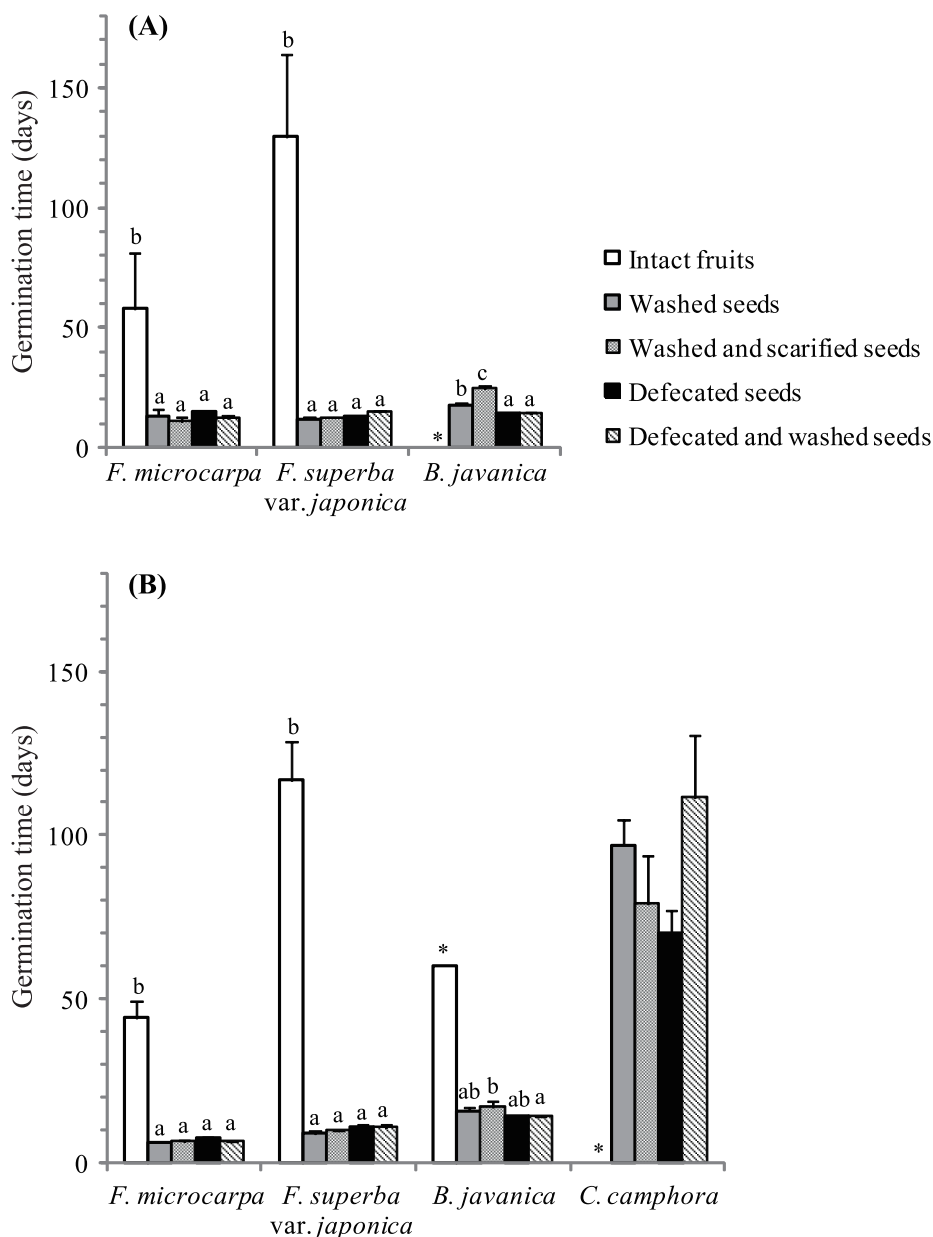 (A)
Germination time (days)
150
100
50
0
b
a
a
a
a
b
a
a
a
a
*
b
c
a
a
F. microcarpa
F. superba
var. japonica
B. javanica
Intact fruits
Washed seeds
Washed and scarified seeds
Defecated seeds
Defecated and washed seeds
(B)
Germination time (days)
150
100
50
0
b
a
a
a
a
b
a
a
a
a
*
ab
b
ab
a
*
F. microcarpa
F. superba
var. japonica
B. javanica
C. camphora